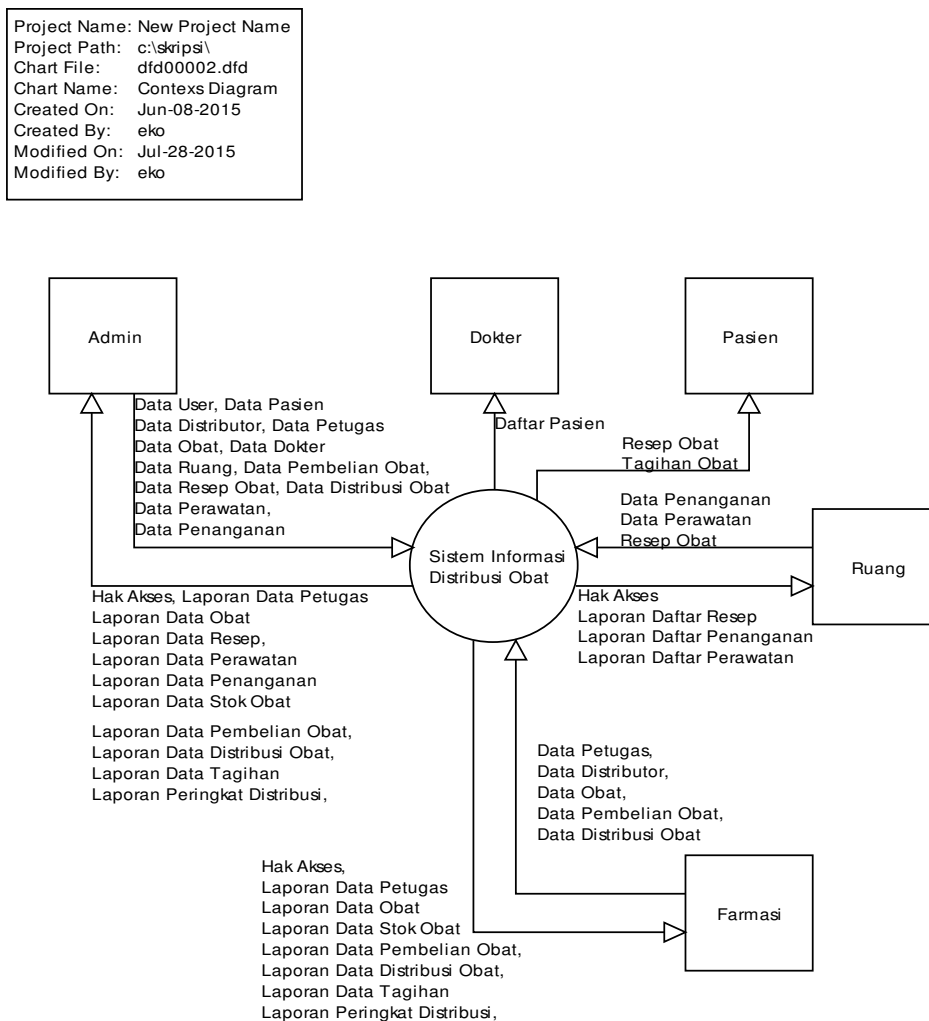 Project Name: New Project Name
Project Path: c:\skripsi\
Chart File: dfd00002.dfd
Chart Name: Contexs Diagram
Created On: Jun-08-2015
Created By: eko
Modified On: Jul-28-2015
Modified By: eko
Admin
Dokter
Pasien
Data User, Data Pasien
Data Distributor, Data Petugas
Data Obat, Data Dokter
Data Ruang, Data Pembelian Obat,
Data Resep Obat, Data Distribusi Obat
Data Perawatan,
Data Penanganan
Daftar Pasien
Resep Obat
Tagihan Obat
Data Penanganan
Data Perawatan
Resep Obat
Sistem Informasi
Distribusi Obat
Ruang
Hak Akses, Laporan Data Petugas
Laporan Data Obat
Laporan Data Resep,
Laporan Data Perawatan
Laporan Data Penanganan
Laporan Data Stok Obat
Laporan Data Pembelian Obat,
Laporan Data Distribusi Obat,
Laporan Data Tagihan
Laporan Peringkat Distribusi,
Hak Akses
Laporan Daftar Resep
Laporan Daftar Penanganan
Laporan Daftar Perawatan
Data Petugas,
Data Distributor,
Data Obat,
Data Pembelian Obat,
Data Distribusi Obat
Farmasi
Hak Akses,
Laporan Data Petugas
Laporan Data Obat
Laporan Data Stok Obat
Laporan Data Pembelian Obat,
Laporan Data Distribusi Obat,
Laporan Data Tagihan
Laporan Peringkat Distribusi,